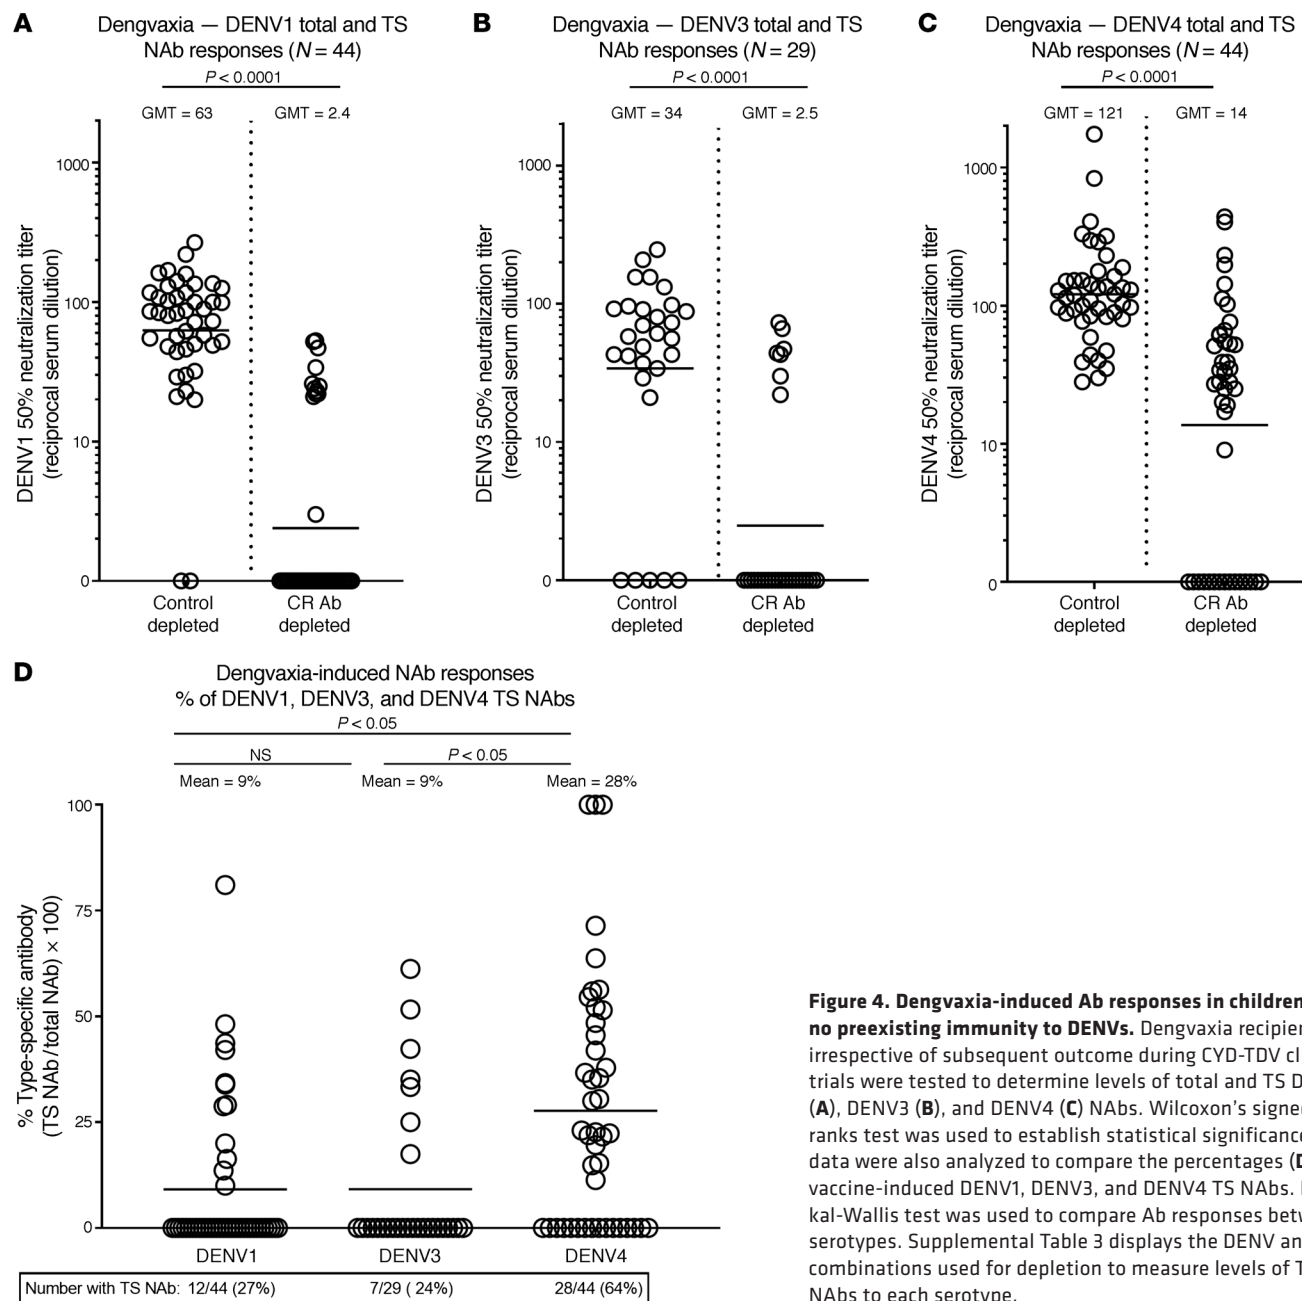 A
Dengvaxia — DENV1 total and TS
NAb responses (N = 44)
P < 0.0001
GMT = 63
GMT = 2.4
DENV1 50% neutralization titer
(reciprocal serum dilution)
1000
100
10
0
Control
depleted
CR Ab
depleted
B
Dengvaxia — DENV3 total and TS
NAb responses (N = 29)
P < 0.0001
GMT = 34
GMT = 2.5
DENV3 50% neutralization titer
(reciprocal serum dilution)
1000
100
10
0
Control
depleted
CR Ab
depleted
C
Dengvaxia — DENV4 total and TS
NAb responses (N = 44)
P < 0.0001
GMT = 121
GMT = 14
DENV4 50% neutralization titer
(reciprocal serum dilution)
1000
100
10
0
Control
depleted
CR Ab
depleted
D
Dengvaxia-induced NAb responses
% of DENV1, DENV3, and DENV4 TS NAbs
P < 0.05
NS
P < 0.05
Mean = 9%
Mean = 9%
Mean = 28%
% Type-specific antibody
(TS NAb/total NAb) × 100)
100
75
50
25
0
DENV1
DENV3
DENV4
Number with TS NAb: 12/44 (27%) 7/29 ( 24%) 28/44 (64%)
Figure 4. Dengvaxia-induced Ab responses in children
no preexisting immunity to DENVs. Dengvaxia recipien
irrespective of subsequent outcome during CYD-TDV cl
trials were tested to determine levels of total and TS D
(A), DENV3 (B), and DENV4 (C) NAbs. Wilcoxon's signed
ranks test was used to establish statistical significance
data were also analyzed to compare the percentages (D
vaccine-induced DENV1, DENV3, and DENV4 TS NAbs.
kal-Wallis test was used to compare Ab responses betw
serotypes. Supplemental Table 3 displays the DENV an
combinations used for depletion to measure levels of T
NAbs to each serotype.